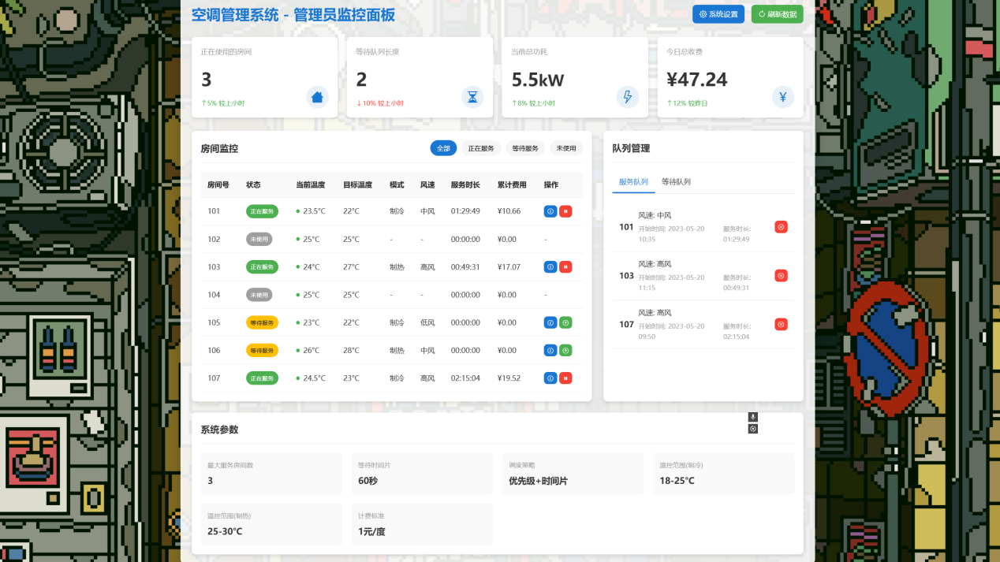 空调管理系统 - 管理员监控面板
系统设置
刷新数据
正在使用的房间
3
↑5% 较上小时
等待队列长度
2
↓10% 较上小时
当前总功耗
5.5kW
↑8% 较上小时
今日总收费
¥47.24
↑12% 较昨日
¥
房间监控
全部 正在服务 等待服务 未使用
房间号 状态 当前温度 目标温度 模式 风速 服务时长 累计费用 操作
101 正在服务 23.5°C 22°C 制冷 中风 01:29:49 ¥10.66
102 未使用 25°C 25°C - - 00:00:00 ¥0.00 -
103 正在服务 24°C 27°C 制热 高风 00:49:31 ¥17.07
104 未使用 25°C 25°C - - 00:00:00 ¥0.00 -
105 等待服务 23°C 22°C 制冷 低风 00:00:00 ¥0.00
106 等待服务 26°C 28°C 制热 中风 00:00:00 ¥0.00
107 正在服务 24.5°C 23°C 制冷 高风 02:15:04 ¥19.52
队列管理
服务队列 等待队列
101
风速: 中风
开始时间: 2023-05-20
10:35
服务时长:
01:29:49
103
风速: 高风
开始时间: 2023-05-20
11:15
服务时长:
00:49:31
107
风速: 高风
开始时间: 2023-05-20
09:50
服务时长:
02:15:04
系统参数
最大服务房间数
3
等待时间片
60秒
调度策略
优先级+时间片
温控范围(制冷)
18-25°C
温控范围(制热)
25-30°C
计费标准
1元/度